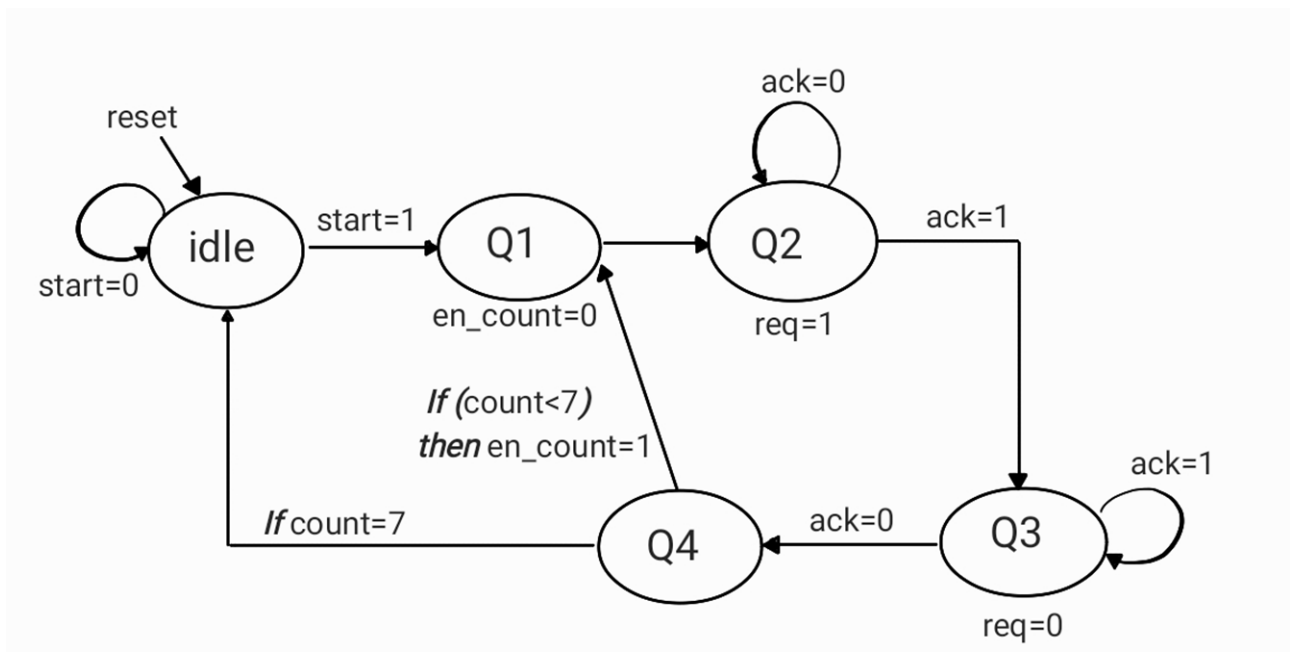 ack=0
reset
start=1
ack=1
idle
Q1
Q2
start=0
en_count=0
req=1
If (count<7)
then en_count=1
ack=1
If count=7
ack=0
Q4
Q3
req=0